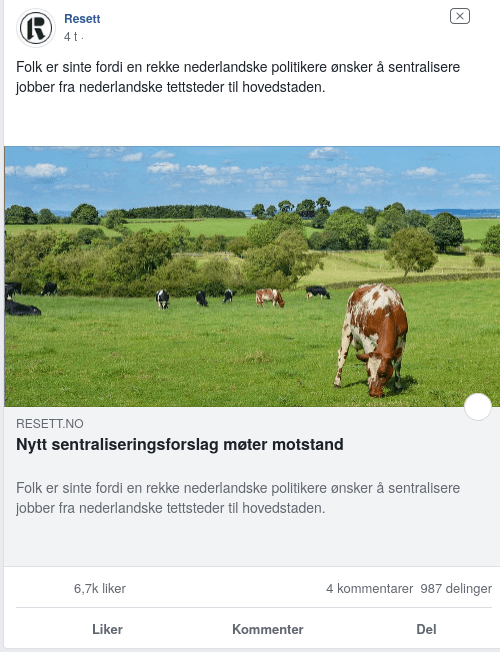 Resett
4 t ·
Folk er sinte fordi en rekke nederlandske politikere ønsker å sentralisere
jobber fra nederlandske tettsteder til hovedstaden.
RESETT.NO
Nytt sentraliseringsforslag møter motstand
Folk er sinte fordi en rekke nederlandske politikere ønsker å sentralisere
jobber fra nederlandske tettsteder til hovedstaden.
6,7k liker 4 kommentarer 987 delinger
Liker Kommenter Del